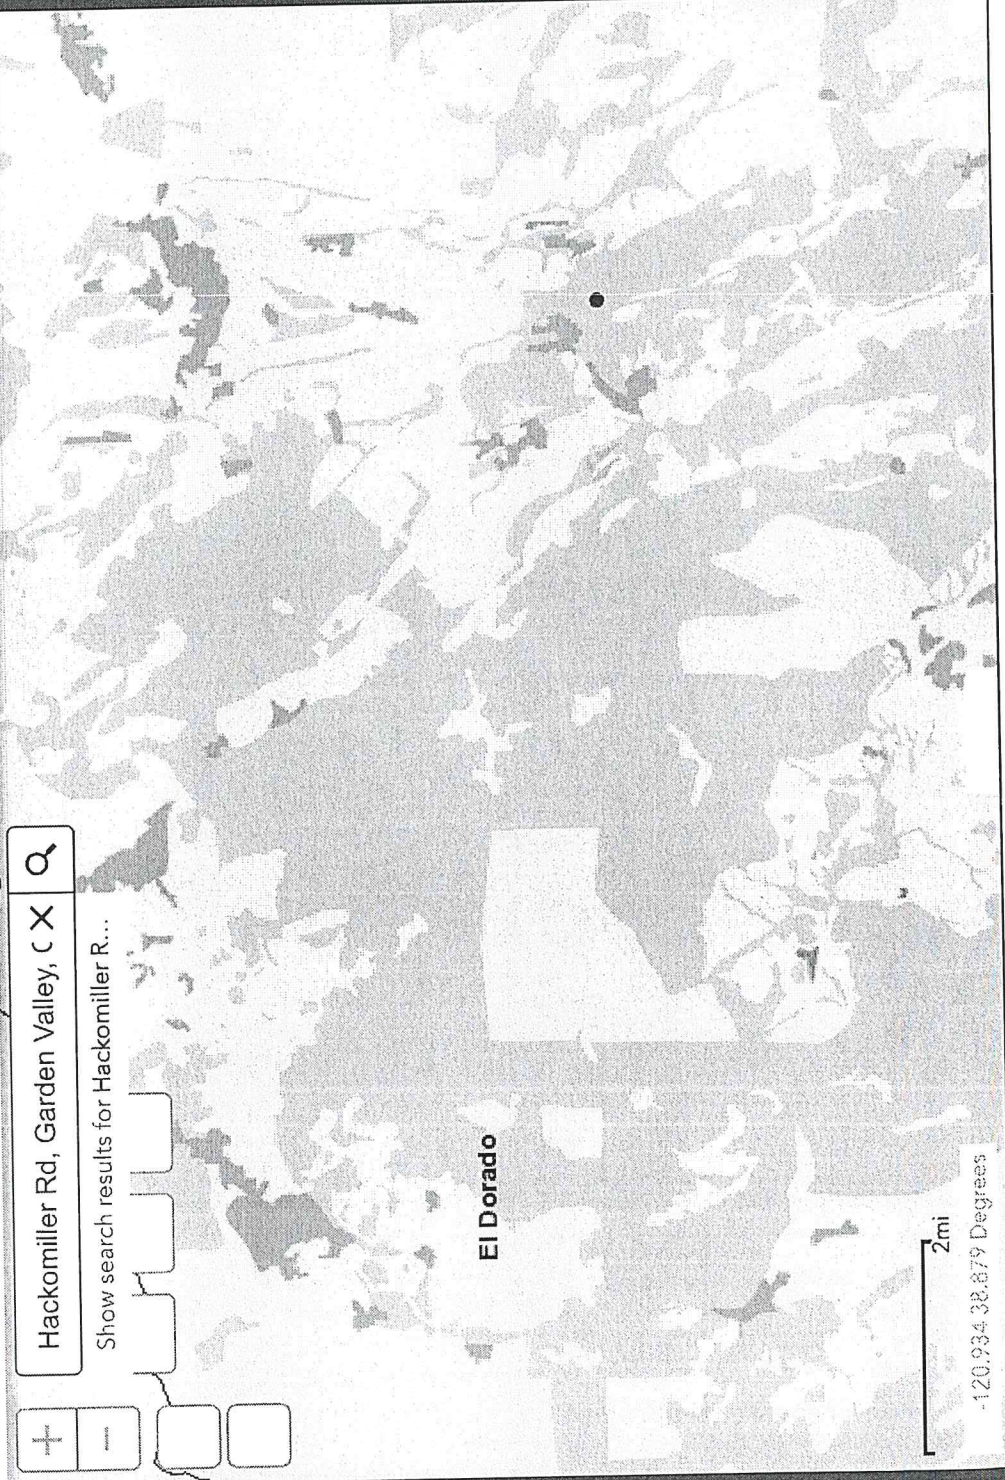 +
−
Hackomiller Rd, Garden Valley, C X
Show search results for Hackomiller R...
El Dorado
2mi
-120.934 38.879 Degrees